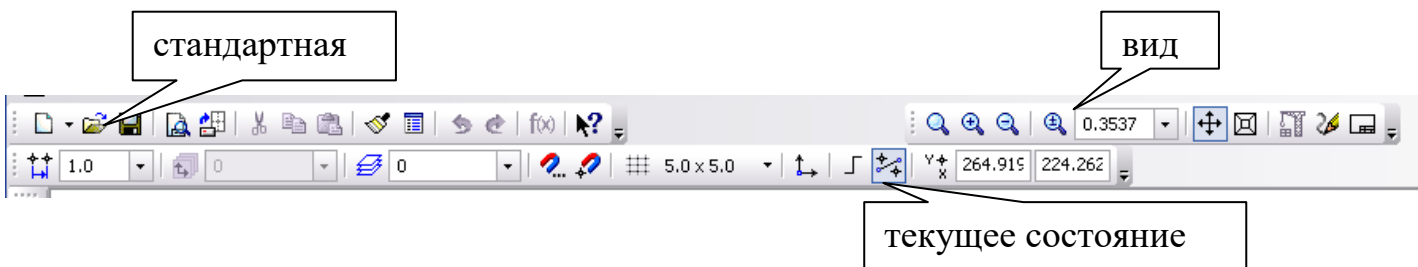 стандартная
вид
f(x) ? 0.3537
1.0 0 0 5.0 x 5.0 Y X 264.919 224.262
текущее состояние